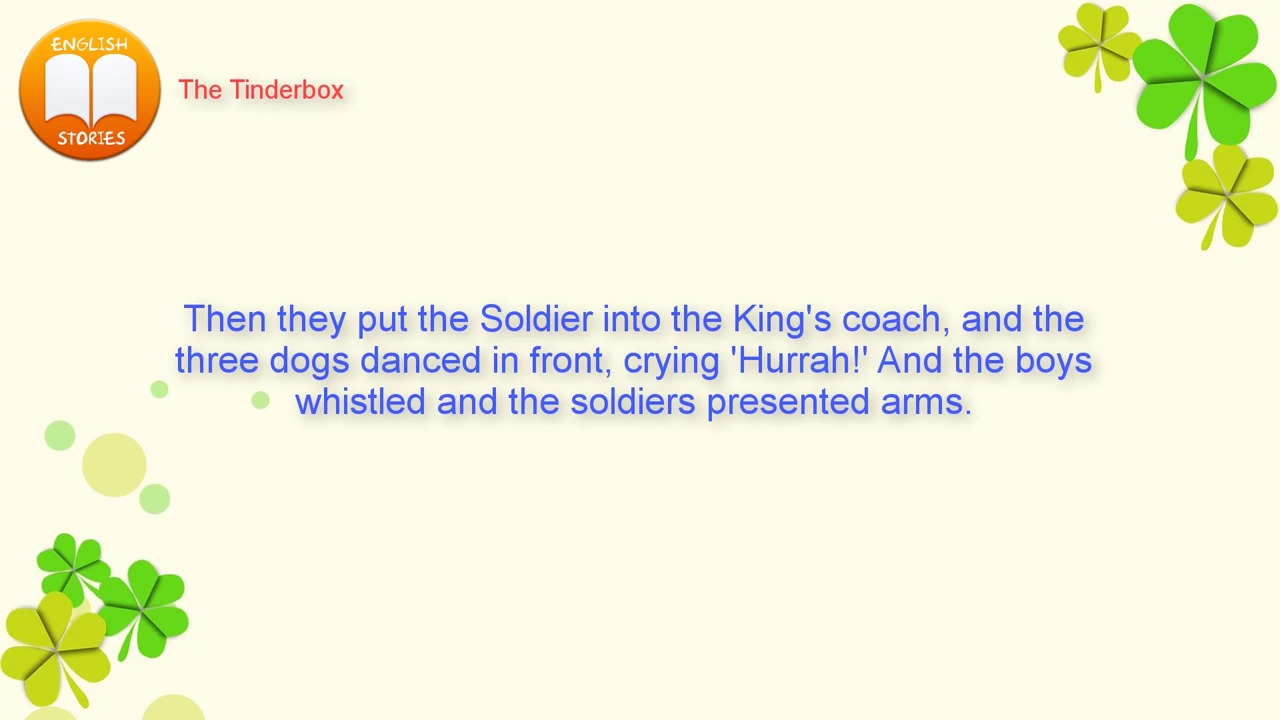 ENGLISH
STORIES
The Tinderbox
Then they put the Soldier into the King's coach, and the
three dogs danced in front, crying 'Hurrah!' And the boys
whistled and the soldiers presented arms.